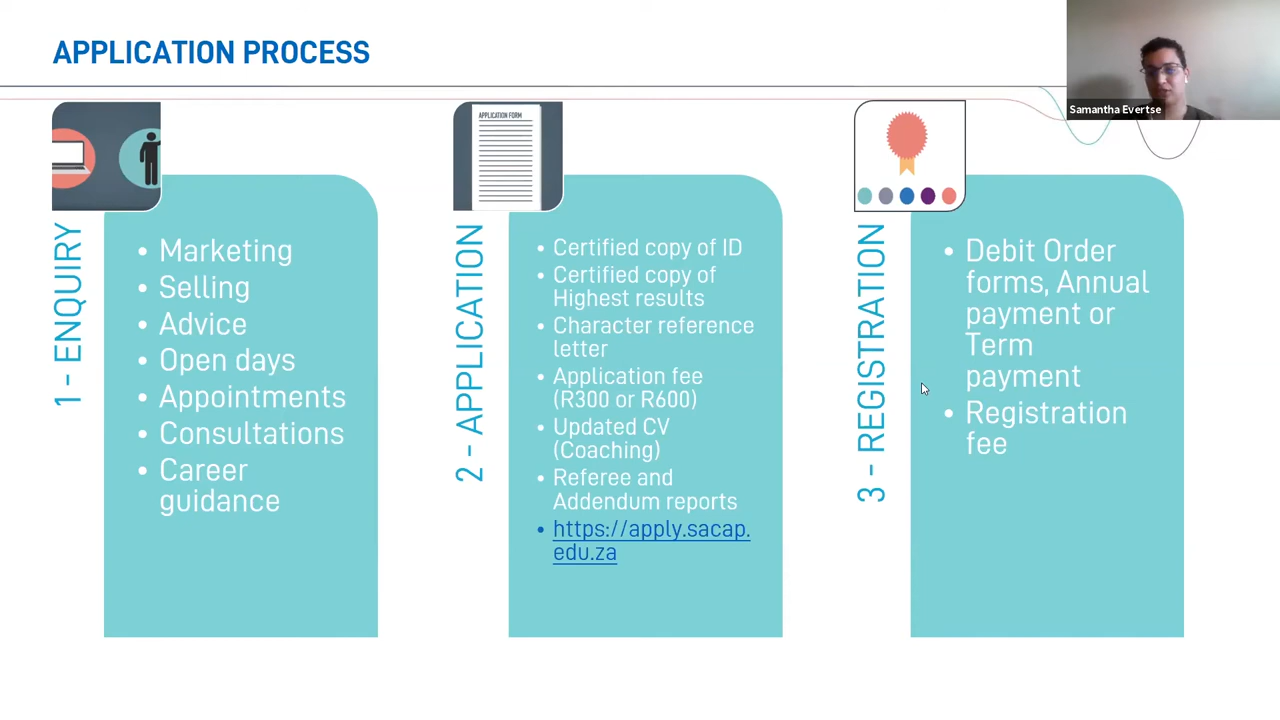 APPLICATION PROCESS
Samantha Evertse
1 - ENQUIRY
• Marketing
• Selling
• Advice
• Open days
• Appointments
• Consultations
• Career
guidance
APPLICATION FORM
2 - APPLICATION
• Certified copy of ID
• Certified copy of
Highest results
• Character reference
letter
• Application fee
(R300 or R600)
• Updated CV
(Coaching)
• Referee and
Addendum reports
• https://apply.sacap.
edu.za
3 - REGISTRATION
• Debit Order
forms, Annual
payment or
Term
payment
• Registration
fee